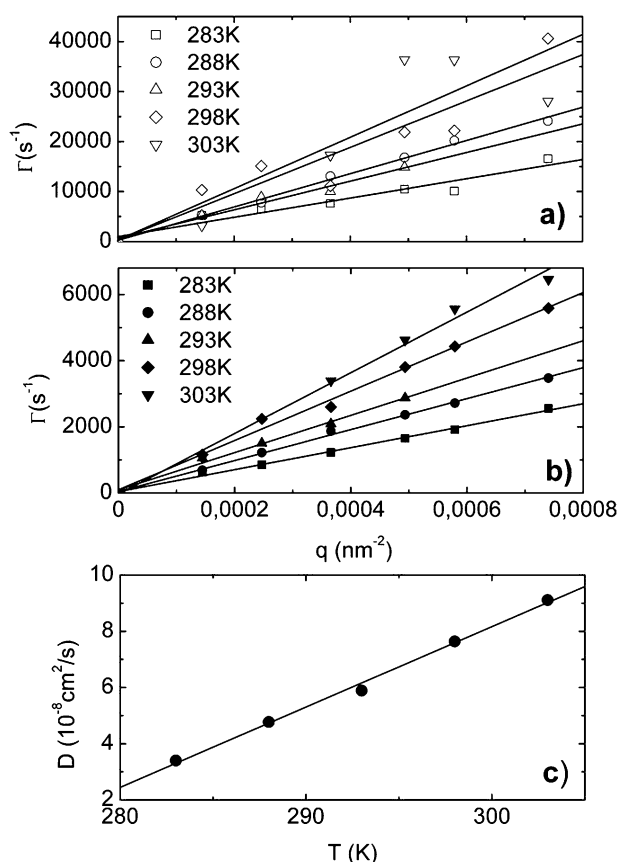 40000
30000
20000
10000
0
Γ(s⁻¹)
283K
288K
293K
298K
303K
a)
6000
4000
2000
0
Γ(s⁻¹)
283K
288K
293K
298K
303K
b)
0 0,0002 0,0004 0,0006 0,0008
q (nm⁻²)
10
8
6
4
2
D (10⁻⁸cm²/s)
c)
280 290 300
T (K)